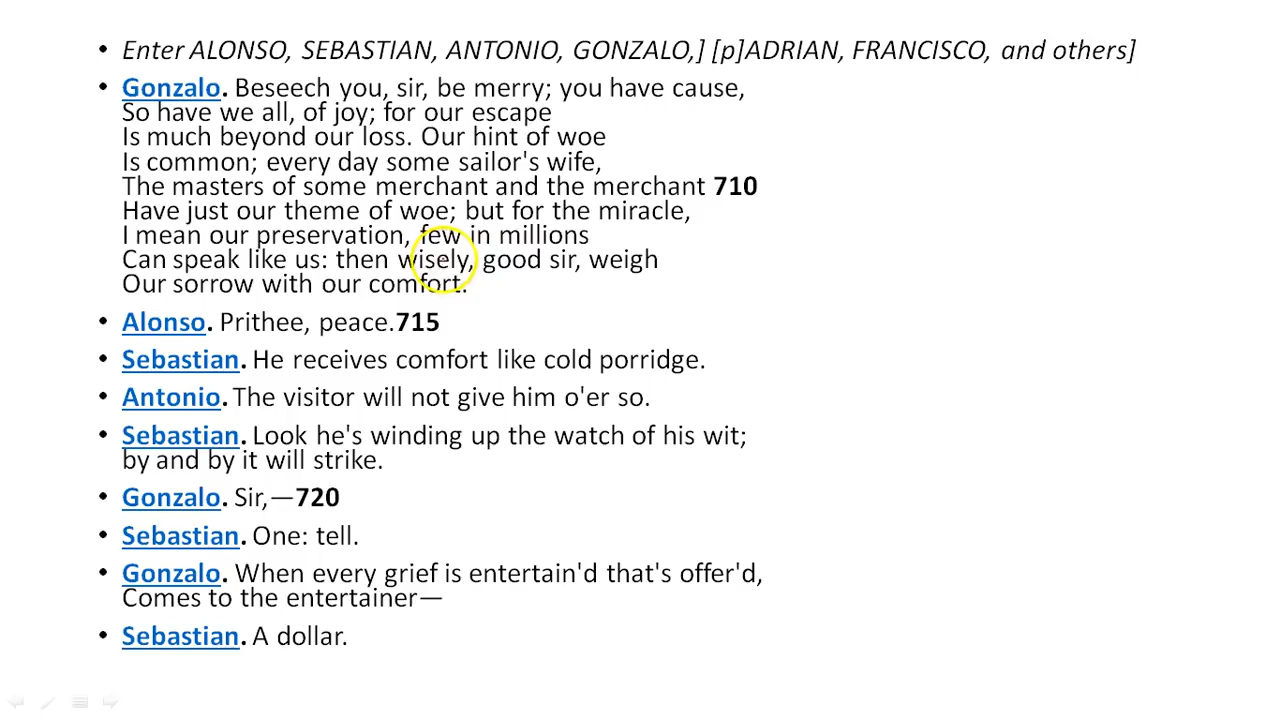 • Enter ALONSO, SEBASTIAN, ANTONIO, GONZALO,] [p]ADRIAN, FRANCISCO, and others]
• Gonzalo. Beseech you, sir, be merry; you have cause,
So have we all, of joy; for our escape
Is much beyond our loss. Our hint of woe
Is common; every day some sailor's wife,
The masters of some merchant and the merchant 710
Have just our theme of woe; but for the miracle,
I mean our preservation, few in millions
Can speak like us: then wisely, good sir, weigh
Our sorrow with our comfort.
• Alonso. Prithee, peace.715
• Sebastian. He receives comfort like cold porridge.
• Antonio. The visitor will not give him o'er so.
• Sebastian. Look he's winding up the watch of his wit;
by and by it will strike.
• Gonzalo. Sir,—720
• Sebastian. One: tell.
• Gonzalo. When every grief is entertain'd that's offer'd,
Comes to the entertainer—
• Sebastian. A dollar.